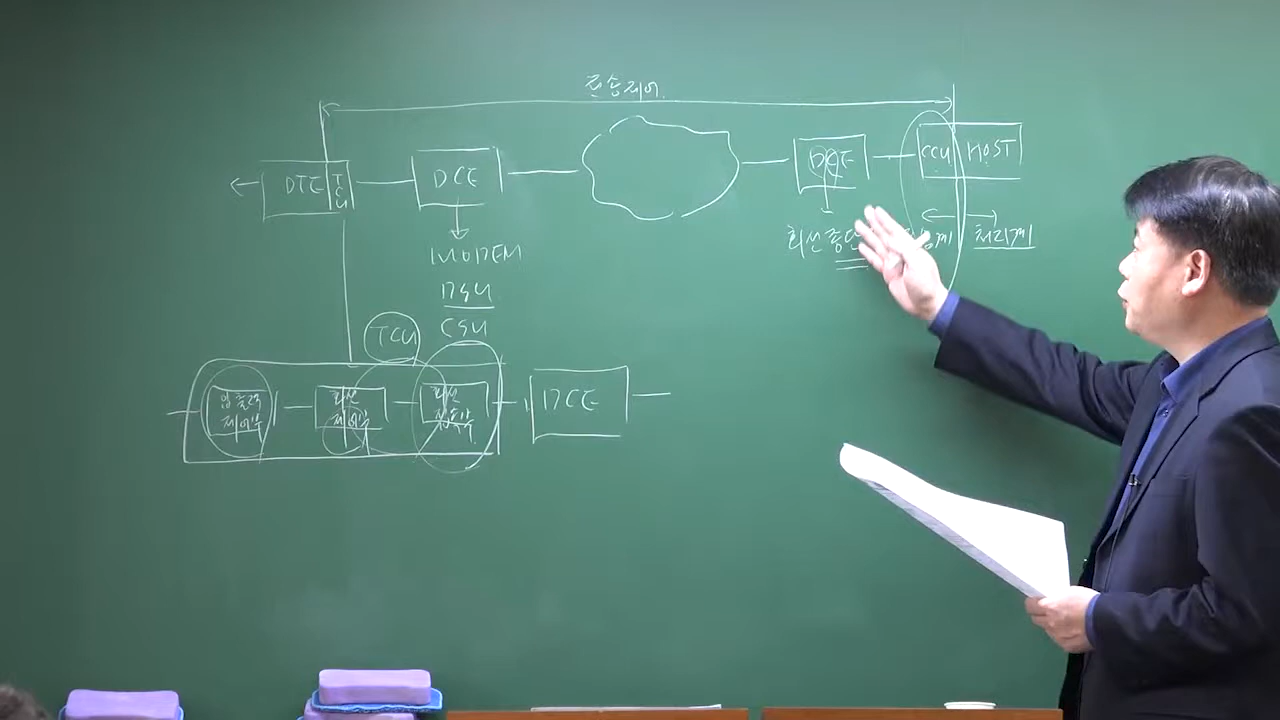 전송제어
DTE
TCU
DCE
DCE
CCU
HOST
MODEM
DSU
CSU
회선종단
처리계
TCU
입출력
제어부
회선
제어부
회선
접속부
DCE